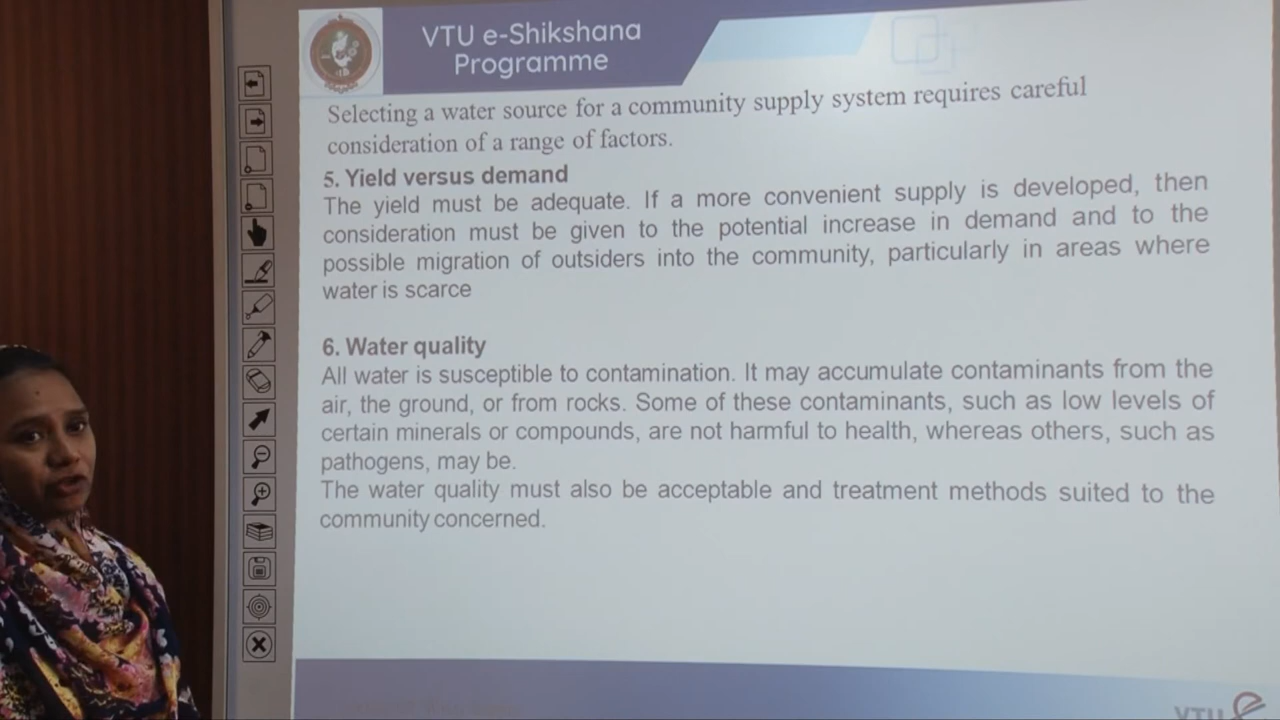 VTU e-Shikshana
Programme
Selecting a water source for a community supply system requires careful
consideration of a range of factors.
5. Yield versus demand
The yield must be adequate. If a more convenient supply is developed, then
consideration must be given to the potential increase in demand and to the
possible migration of outsiders into the community, particularly in areas where
water is scarce
6. Water quality
All water is susceptible to contamination. It may accumulate contaminants from the
air, the ground, or from rocks. Some of these contaminants, such as low levels of
certain minerals or compounds, are not harmful to health, whereas others, such as
pathogens, may be.
The water quality must also be acceptable and treatment methods suited to the
community concerned.
VTU e